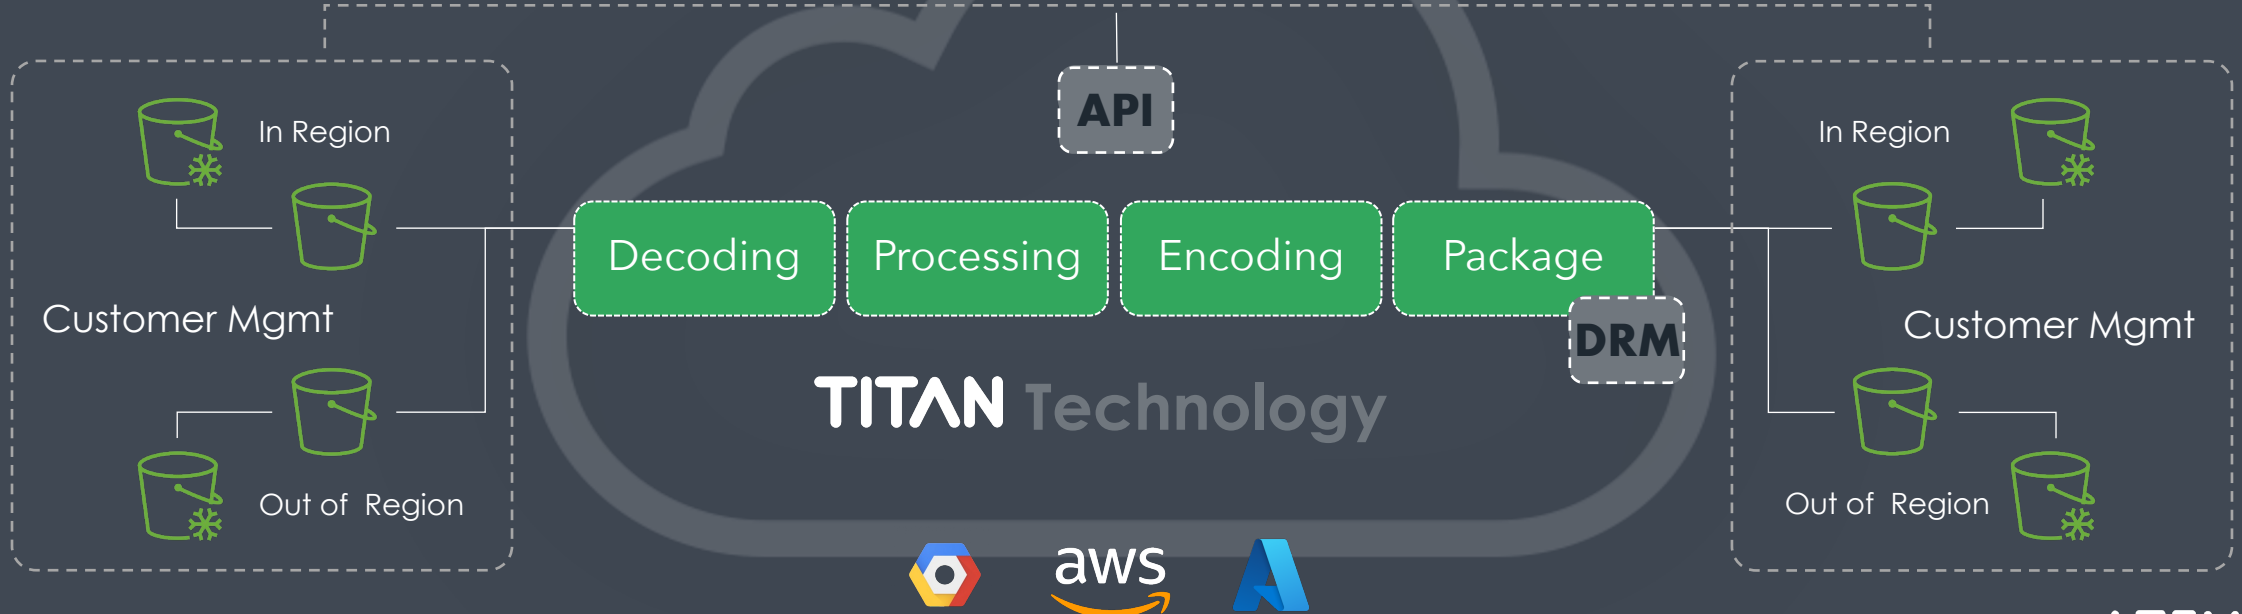 API
In Region
Customer Mgmt
Out of Region
Decoding
Processing
Encoding
Package
DRM
TITAN Technology
In Region
Customer Mgmt
Out of Region
aws